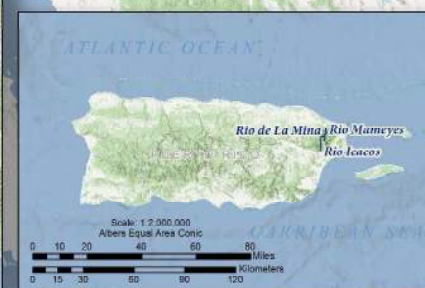 ATLANTIC OCEAN
Rio de La Mina Rio Mameyes
PUERTO RICO
Rio Icacos
Scale: 1:2,000,000
Albers Equal Area Conic
CARRIBEAN SEA
0 10 20 40 60 80
Miles
Kilometers
0 15 30 60 90 120